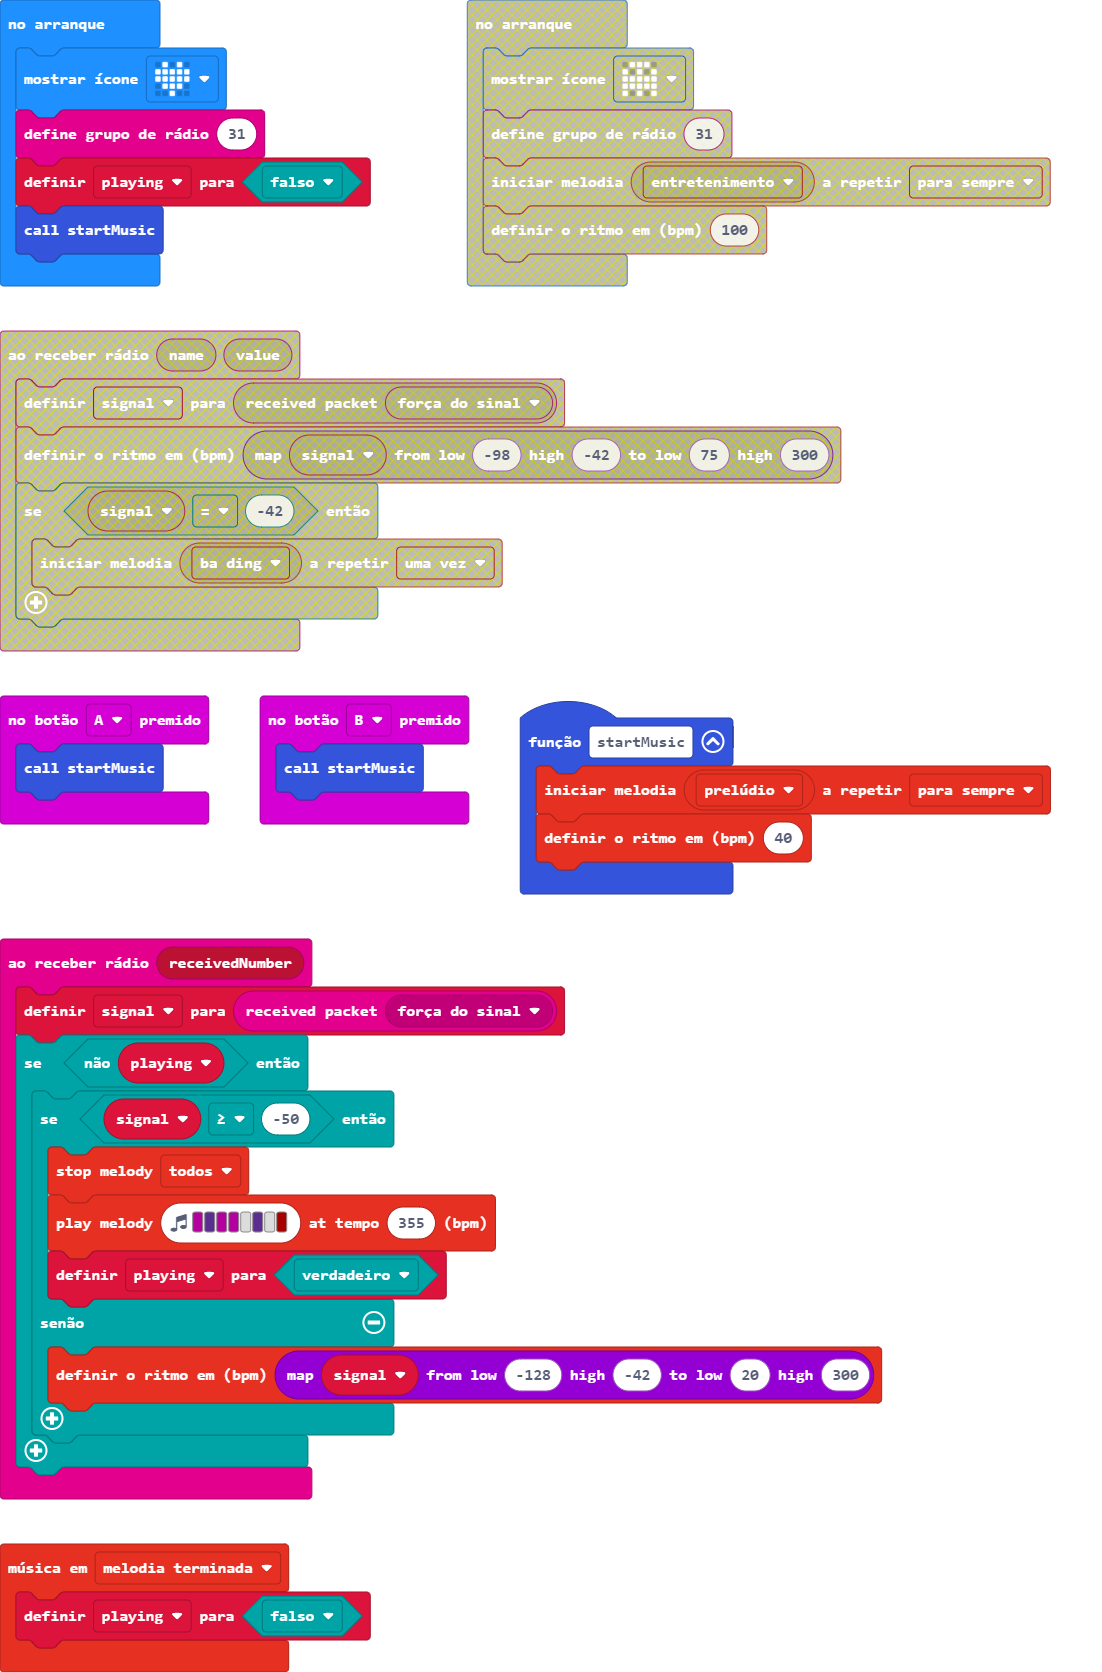 no arranque
mostrar ícone
define grupo de rádio 31
definir playing para falso
call startMusic
no arranque
mostrar ícone
define grupo de rádio 31
iniciar melodia entretenimento a repetir para sempre
definir o ritmo em (bpm) 100
ao receber rádio name value
definir signal para received packet força do sinal
definir o ritmo em (bpm) map signal from low -98 high -42 to low 75 high 300
se signal = -42 então
iniciar melodia ba ding a repetir uma vez
no botão A premido
call startMusic
no botão B premido
call startMusic
função startMusic
iniciar melodia prelúdio a repetir para sempre
definir o ritmo em (bpm) 40
ao receber rádio receivedNumber
definir signal para received packet força do sinal
se não playing então
se signal ≥ -50 então
stop melody todos
play melody at tempo 355 (bpm)
definir playing para verdadeiro
senão
definir o ritmo em (bpm) map signal from low -128 high -42 to low 20 high 300
música em melodia terminada
definir playing para falso